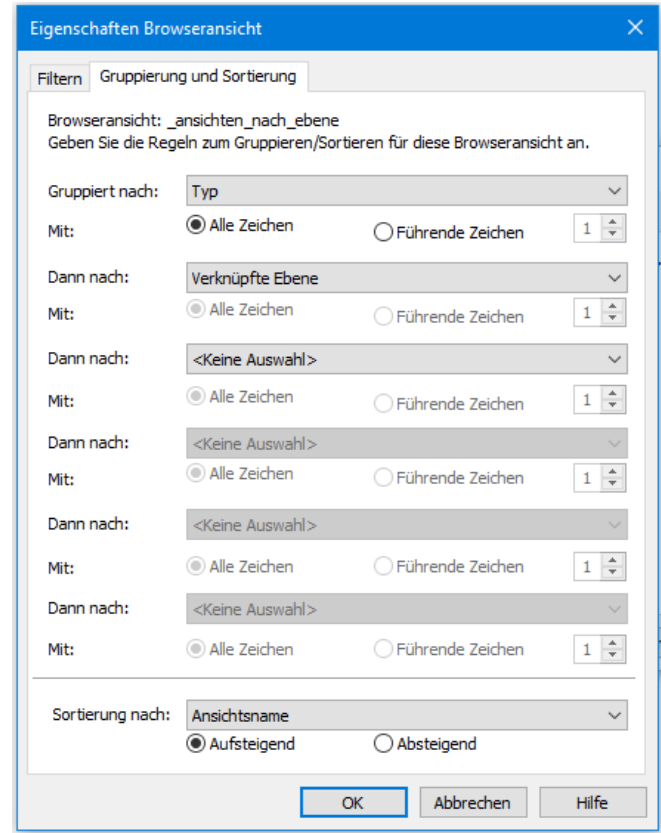 Eigenschaften Browseransicht
Filtern Gruppierung und Sortierung
Browseransicht: _ansichten_nach_ebene
Geben Sie die Regeln zum Gruppieren/Sortieren für diese Browseransicht an.
Gruppiert nach: Typ
Mit: Alle Zeichen Führende Zeichen 1
Dann nach: Verknüpfte Ebene
Mit: Alle Zeichen Führende Zeichen 1
Dann nach: <Keine Auswahl>
Mit: Alle Zeichen Führende Zeichen 1
Dann nach: <Keine Auswahl>
Mit: Alle Zeichen Führende Zeichen 1
Dann nach: <Keine Auswahl>
Mit: Alle Zeichen Führende Zeichen 1
Dann nach: <Keine Auswahl>
Mit: Alle Zeichen Führende Zeichen 1
Sortierung nach: Ansichtsname
Aufsteigend Absteigend
OK Abbrechen Hilfe